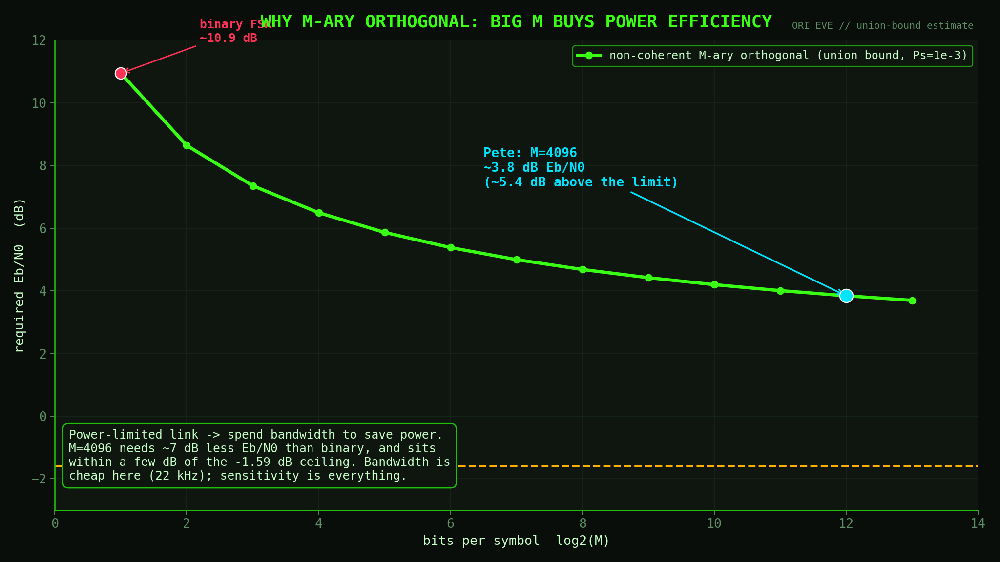 WHY M-ARY ORTHOGONAL: BIG M BUYS POWER EFFICIENCY
ORI EVE // union-bound estimate
binary FSK
~10.9 dB
non-coherent M-ary orthogonal (union bound, Ps=1e-3)
Pete: M=4096
~3.8 dB Eb/N0
(~5.4 dB above the limit)
required Eb/N0 (dB)
12
10
8
6
4
2
0
−2
Power-limited link -> spend bandwidth to save power.
M=4096 needs ~7 dB less Eb/N0 than binary, and sits
within a few dB of the -1.59 dB ceiling. Bandwidth is
cheap here (22 kHz); sensitivity is everything.
0 2 4 6 8 10 12 14
bits per symbol log2(M)